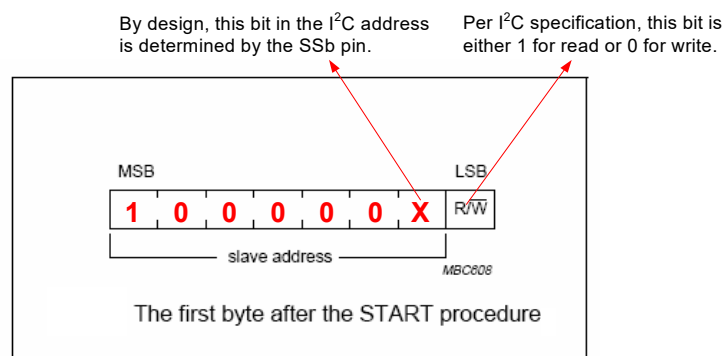 By design, this bit in the I²C address
is determined by the SSb pin.
Per I²C specification, this bit is
either 1 for read or 0 for write.
MSB
LSB
1 0 0 0 0 0 X R/W̅
slave address
MBC608
The first byte after the START procedure